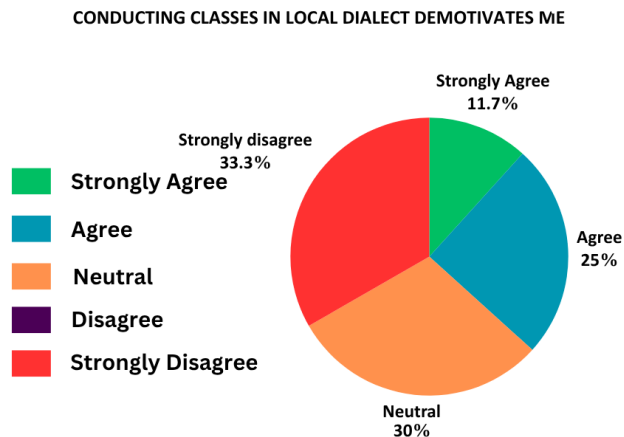 CONDUCTING CLASSES IN LOCAL DIALECT DEMOTIVATES ME
Strongly Agree
11.7%
Strongly disagree
33.3%
Strongly Agree
Agree
Neutral
Disagree
Strongly Disagree
Agree
25%
Neutral
30%